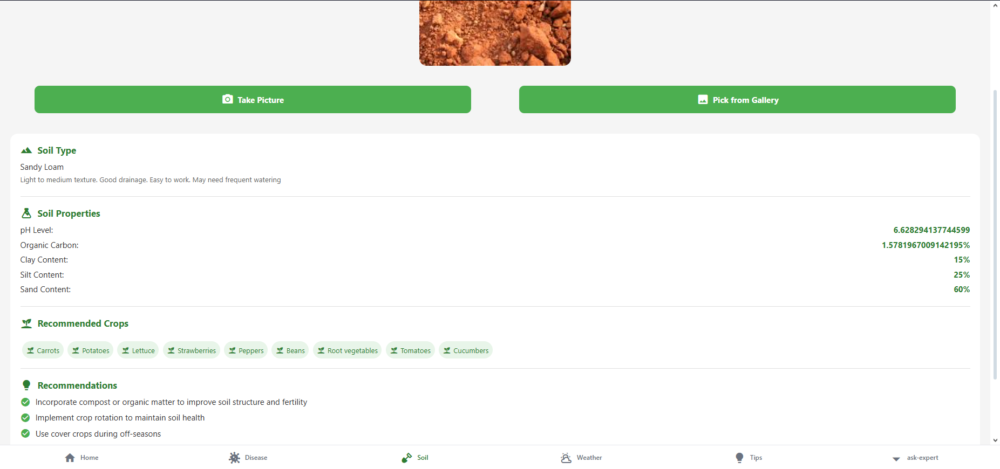 Take Picture
Pick from Gallery
Soil Type
Sandy Loam
Light to medium texture. Good drainage. Easy to work. May need frequent watering
Soil Properties
pH Level: 6.628294137744599
Organic Carbon: 1.5781967009142195%
Clay Content: 15%
Silt Content: 25%
Sand Content: 60%
Recommended Crops
Carrots Potatoes Lettuce Strawberries Peppers Beans Root vegetables Tomatoes Cucumbers
Recommendations
Incorporate compost or organic matter to improve soil structure and fertility
Implement crop rotation to maintain soil health
Use cover crops during off-seasons
Home Disease Soil Weather Tips ask-expert